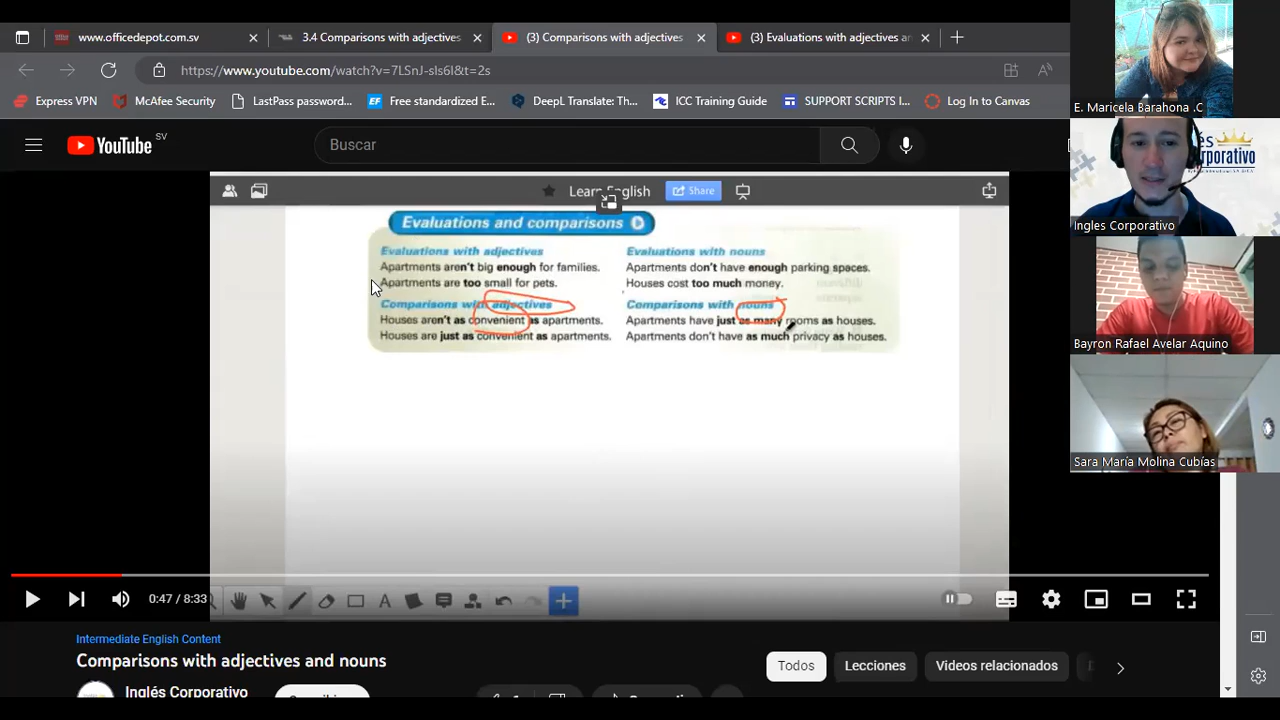 www.officedepot.com.sv
3.4 Comparisons with adjectives
(3) Comparisons with adjectives
(3) Evaluations with adjectives an
https://www.youtube.com/watch?v=7LSnJ-sIs6I&t=2s
Express VPN
McAfee Security
LastPass password...
Free standardized E...
DeepL Translate: Th...
ICC Training Guide
SUPPORT SCRIPTS I...
Log In to Canvas
YouTube SV
Buscar
Learn English
Share
Evaluations and comparisons
Evaluations with adjectives
Apartments aren't big enough for families.
Apartments are too small for pets.
Comparisons with adjectives
Houses aren't as convenient as apartments.
Houses are just as convenient as apartments.
Evaluations with nouns
Apartments don't have enough parking spaces.
Houses cost too much money.
Comparisons with nouns
Apartments have just as many rooms as houses.
Apartments don't have as much privacy as houses.
0:47 / 8:33
Intermediate English Content
Comparisons with adjectives and nouns
Inglés Corporativo
Todos
Lecciones
Videos relacionados
E. Maricela Barahona .C
Ingles Corporativo
Bayron Rafael Avelar Aquino
Sara María Molina Cubías